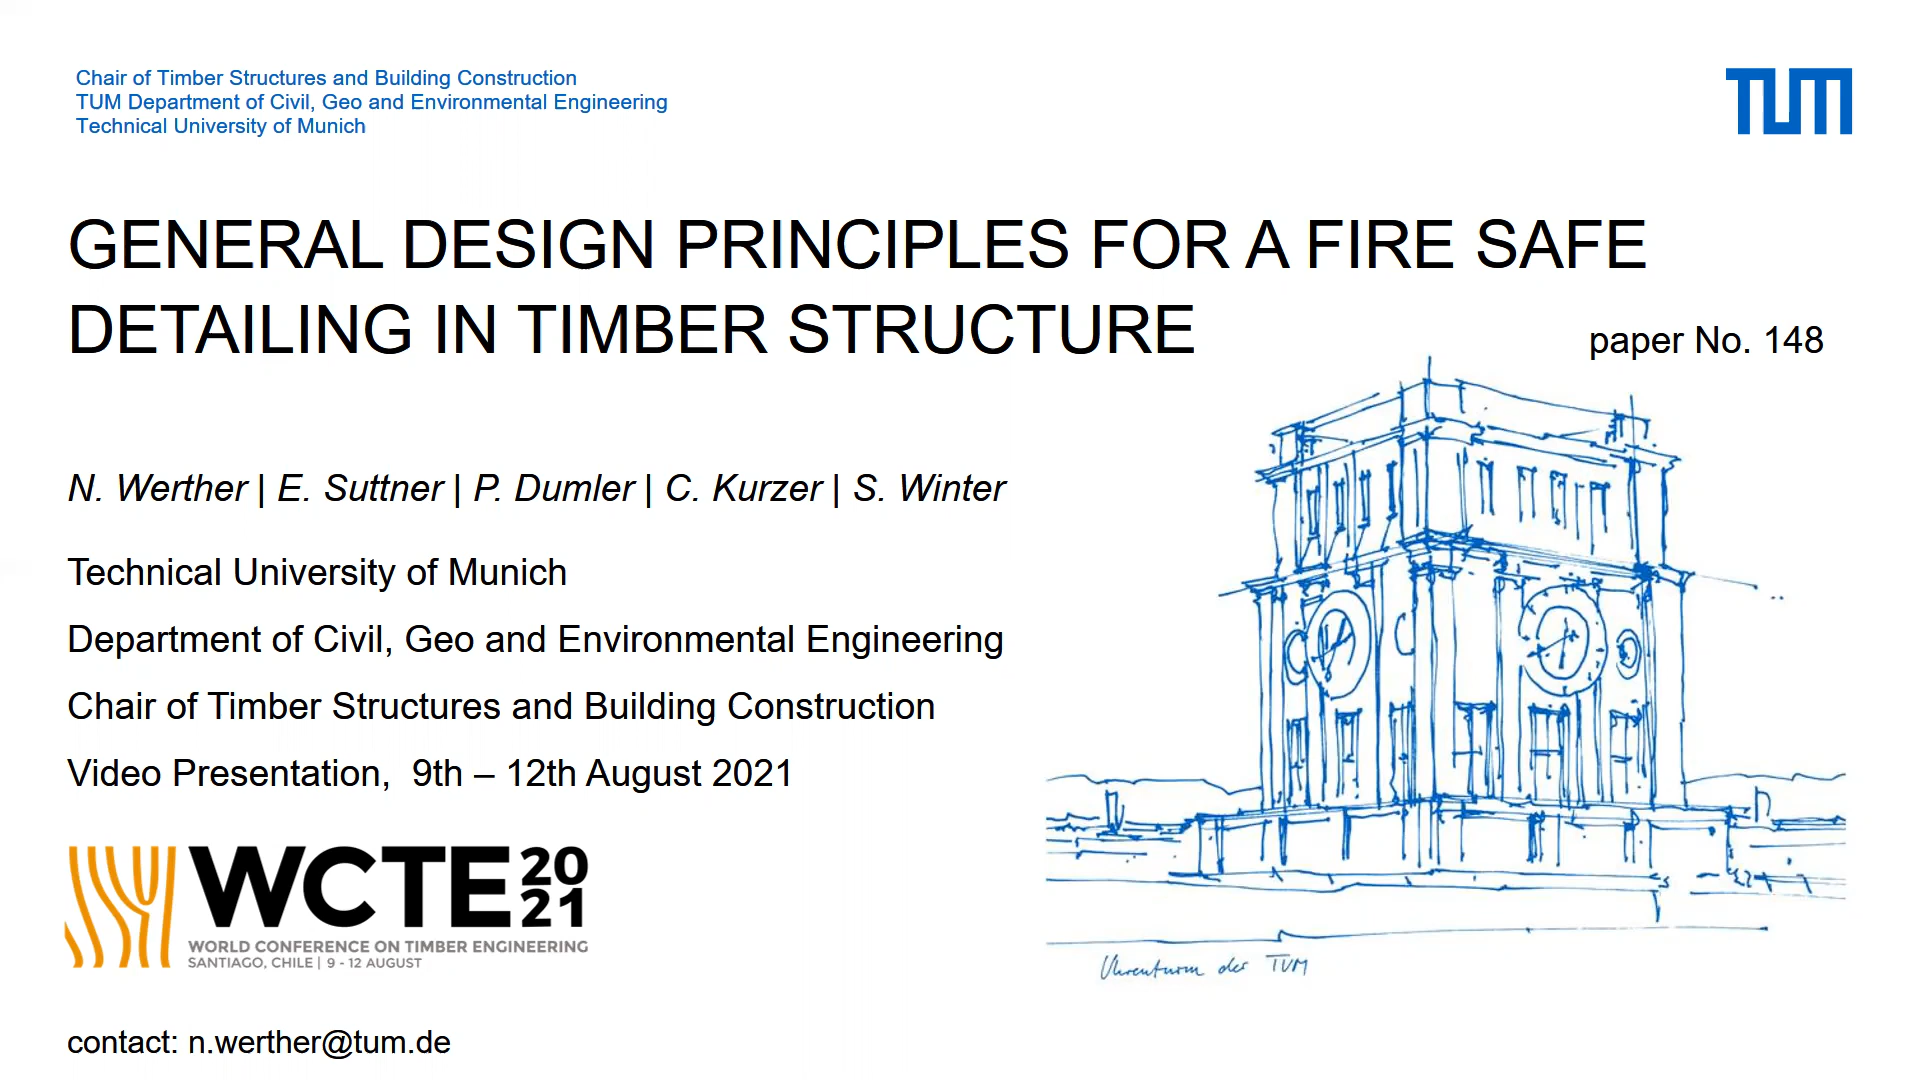 Chair of Timber Structures and Building Construction
TUM Department of Civil, Geo and Environmental Engineering
Technical University of Munich
TUM
GENERAL DESIGN PRINCIPLES FOR A FIRE SAFE
DETAILING IN TIMBER STRUCTURE
paper No. 148
N. Werther | E. Suttner | P. Dumler | C. Kurzer | S. Winter
Technical University of Munich
Department of Civil, Geo and Environmental Engineering
Chair of Timber Structures and Building Construction
Video Presentation,  9th – 12th August 2021
WCTE 2021
WORLD CONFERENCE ON TIMBER ENGINEERING
SANTIAGO, CHILE | 9 - 12 AUGUST
Uhrenturm der TUM
contact: n.werther@tum.de